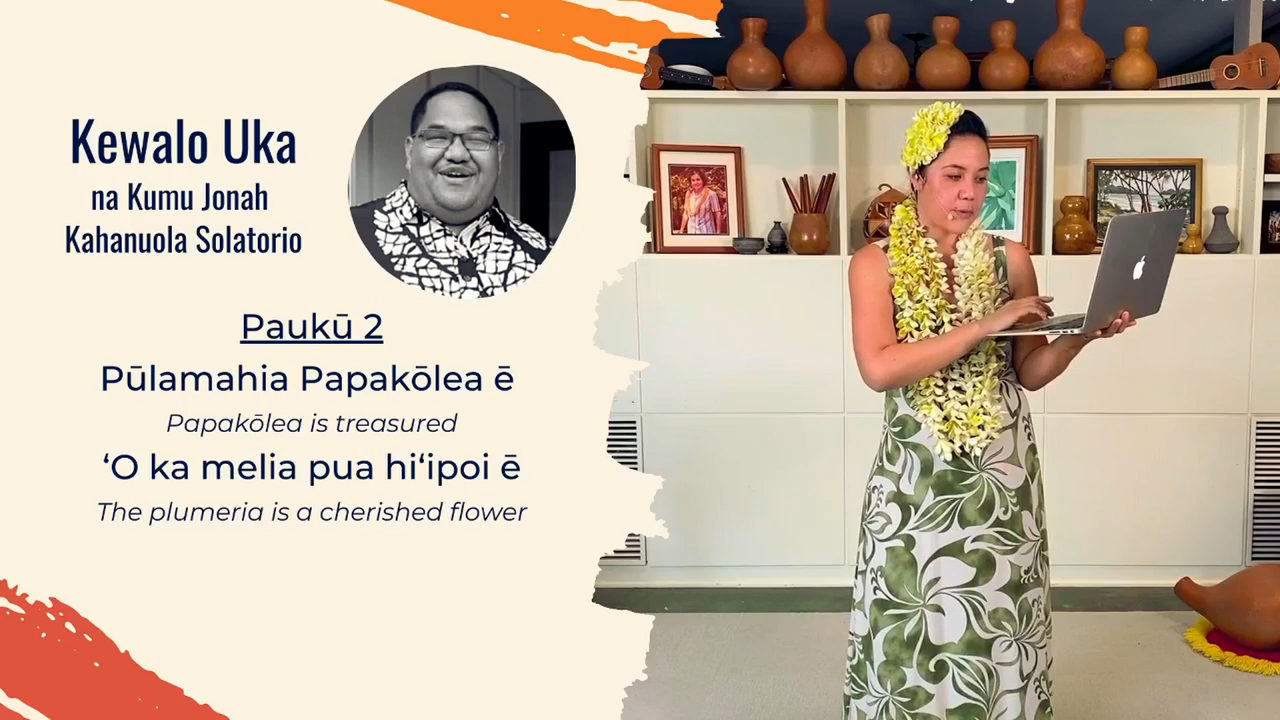 Kewalo Uka
na Kumu Jonah
Kahanuola Solatorio
Paukū 2
Pūlamahia Papakōlea ē
Papakōlea is treasured
ʻO ka melia pua hiʻipoi ē
The plumeria is a cherished flower